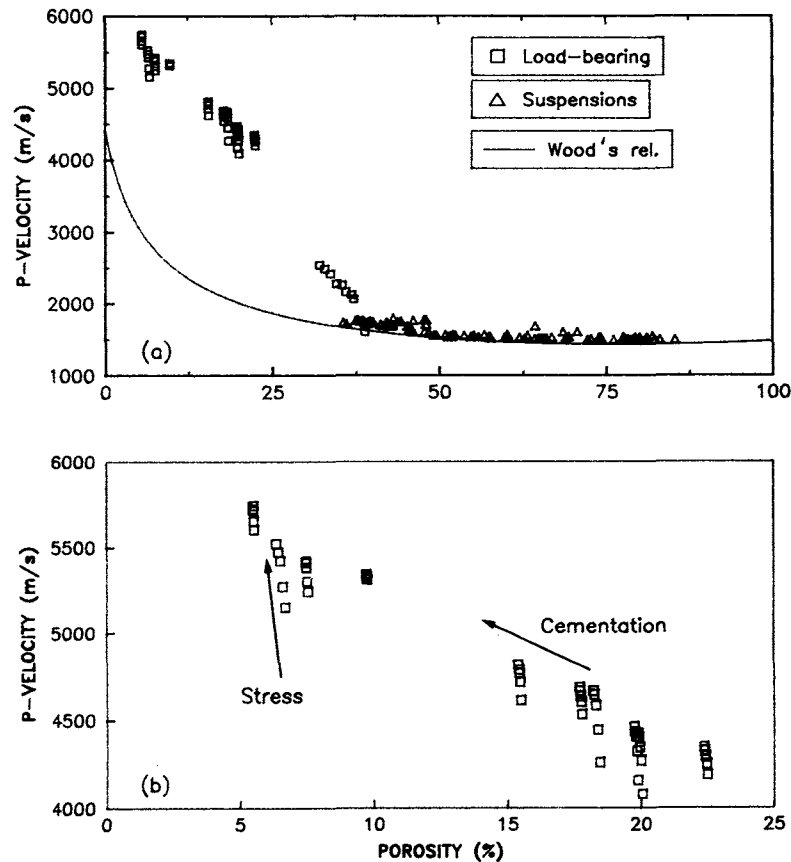 6000
5000
4000
3000
2000
1000
P-VELOCITY (m/s)
Load-bearing
Suspensions
Wood's rel.
(a)
0 25 50 75 100
6000
5500
5000
4500
4000
P-VELOCITY (m/s)
Stress
Cementation
(b)
0 5 10 15 20 25
POROSITY (%)